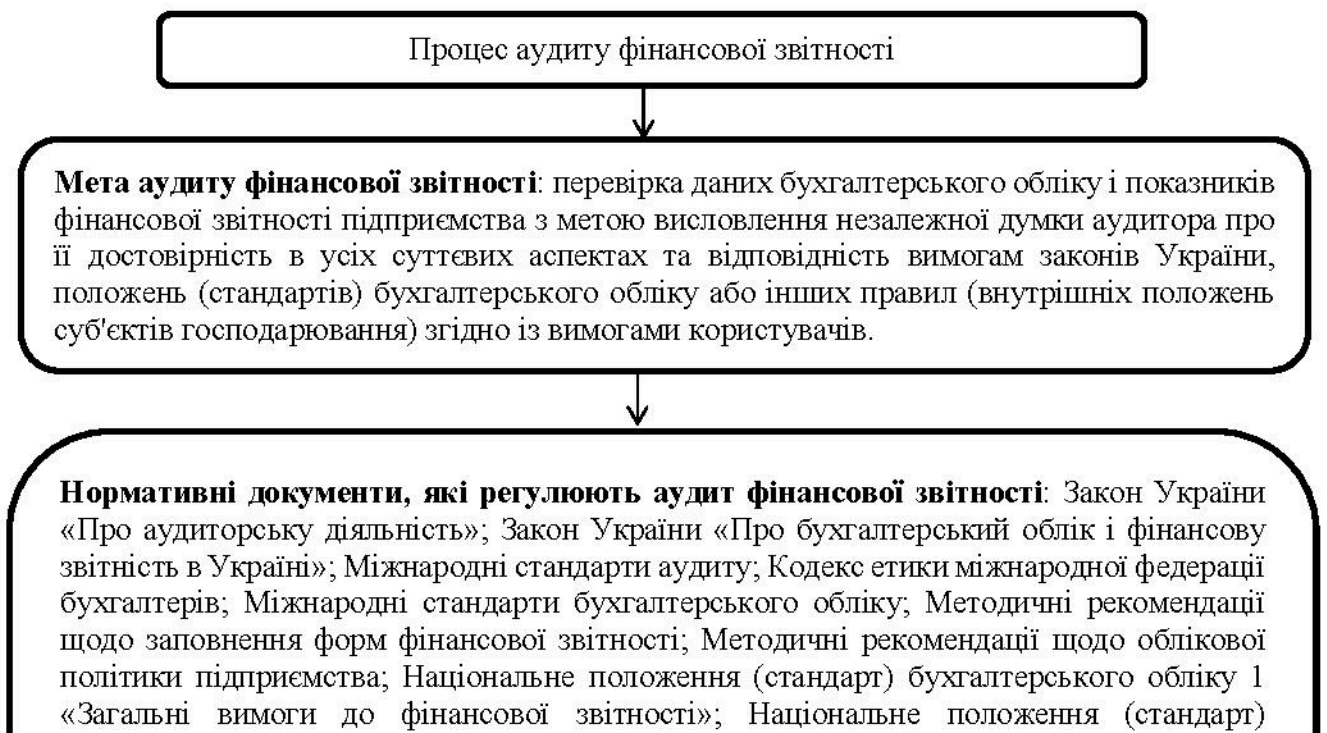 Процес аудиту фінансової звітності
Мета аудиту фінансової звітності: перевірка даних бухгалтерського обліку і показників
фінансової звітності підприємства з метою висловлення незалежної думки аудитора про
її достовірність в усіх суттєвих аспектах та відповідність вимогам законів України,
положень (стандартів) бухгалтерського обліку або інших правил (внутрішніх положень
суб'єктів господарювання) згідно із вимогами користувачів.
Нормативні документи, які регулюють аудит фінансової звітності: Закон України
«Про аудиторську діяльність»; Закон України «Про бухгалтерський облік і фінансову
звітність в Україні»; Міжнародні стандарти аудиту; Кодекс етики міжнародної федерації
бухгалтерів; Міжнародні стандарти бухгалтерського обліку; Методичні рекомендації
щодо заповнення форм фінансової звітності; Методичні рекомендації щодо облікової
політики підприємства; Національне положення (стандарт) бухгалтерського обліку 1
«Загальні вимоги до фінансової звітності»; Національне положення (стандарт)